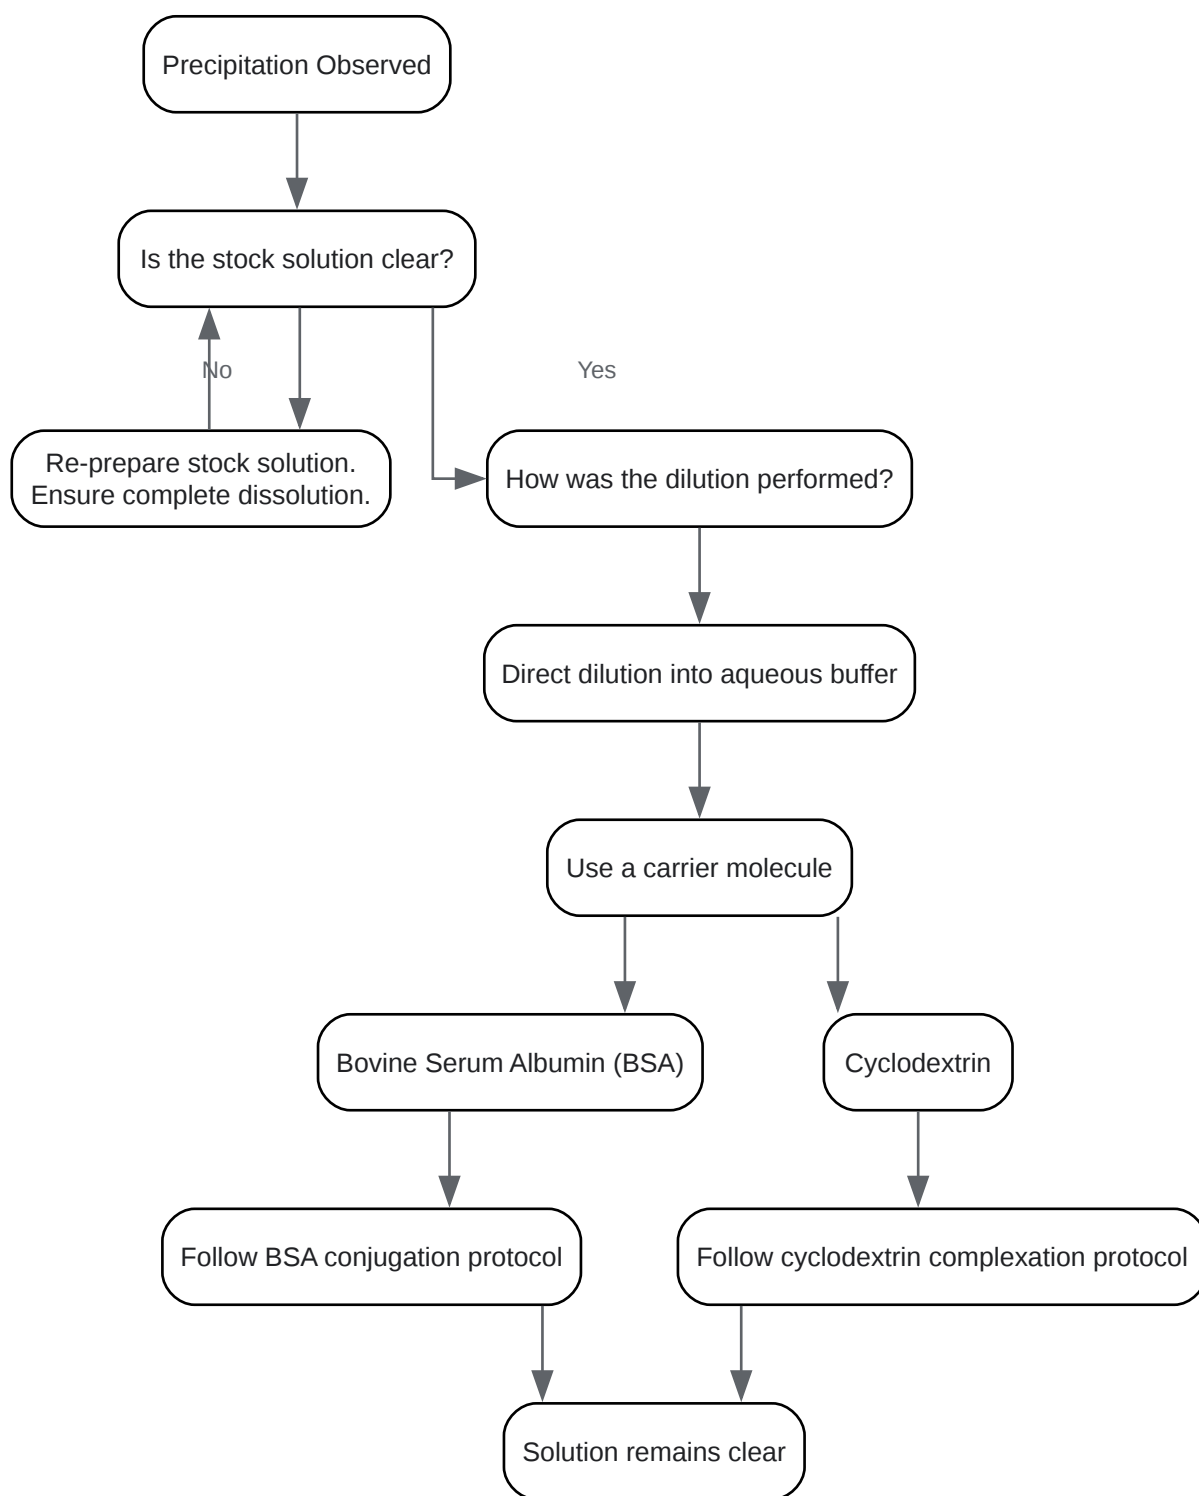 Precipitation Observed
Is the stock solution clear?
No
Yes
Re-prepare stock solution.
Ensure complete dissolution.
How was the dilution performed?
Direct dilution into aqueous buffer
Use a carrier molecule
Bovine Serum Albumin (BSA)
Cyclodextrin
Follow BSA conjugation protocol
Follow cyclodextrin complexation protocol
Solution remains clear